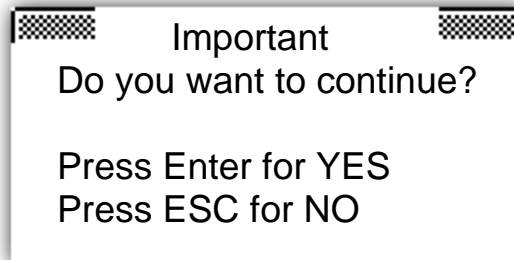 Important
Do you want to continue?
Press Enter for YES
Press ESC for NO